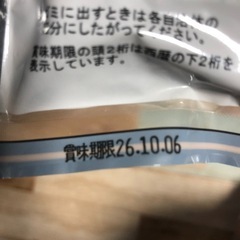 ミに出すときは各自治体の
区分にしたがってください。
賞味期限の頭2桁は西暦の下2桁を
表示しています。
賞味期限26.10.06